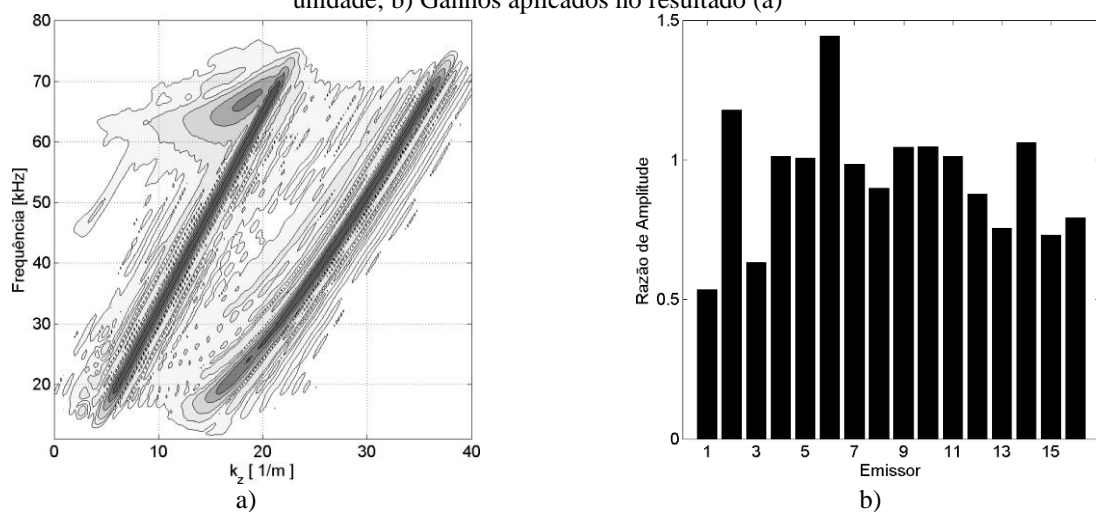 unidade, b) Ganhos aplicados no resultado (a)
80
70
60
50
40
30
20
Frequência [kHz]
0 10 20 30 40
k_z [ 1/m ]
a)
1.5
1
0.5
0
Razão de Amplitude
1 3 5 7 9 11 13 15
Emissor
b)